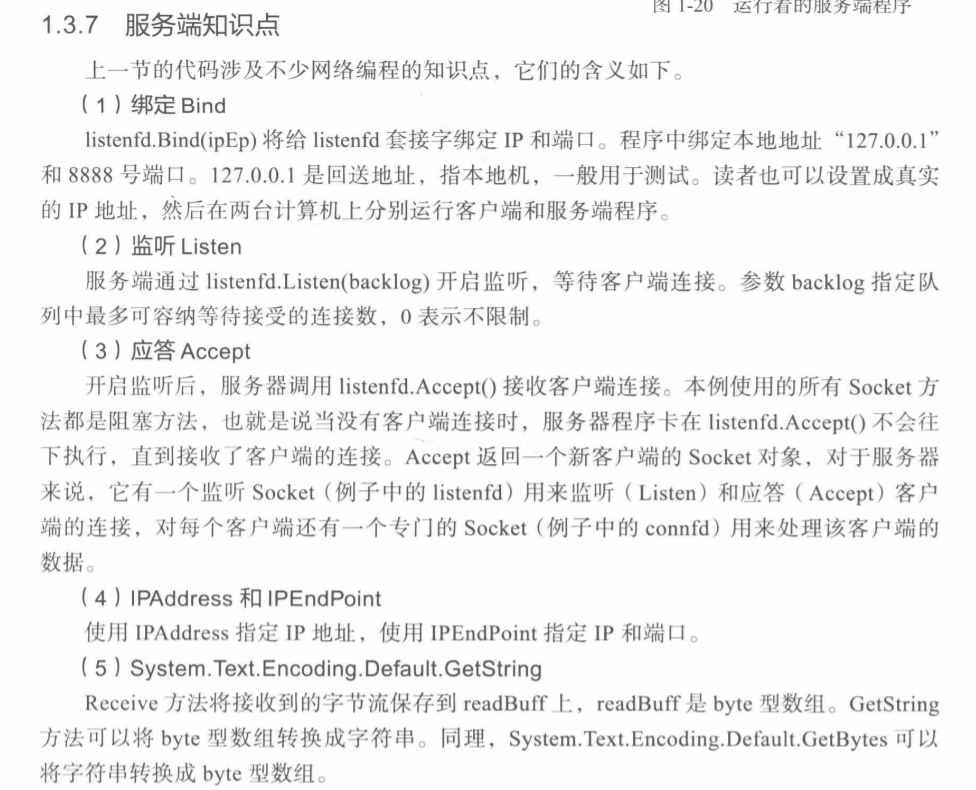 图 1-20 运行着的服务端程序
1.3.7 服务端知识点
上一节的代码涉及不少网络编程的知识点，它们的含义如下。
（1）绑定 Bind
listenfd.Bind(ipEp) 将给 listenfd 套接字绑定 IP 和端口。程序中绑定本地地址“127.0.0.1”
和 8888 号端口。127.0.0.1 是回送地址，指本地机，一般用于测试。读者也可以设置成真实
的 IP 地址，然后在两台计算机上分别运行客户端和服务端程序。
（2）监听 Listen
服务端通过 listenfd.Listen(backlog) 开启监听，等待客户端连接。参数 backlog 指定队
列中最多可容纳等待接受的连接数，0 表示不限制。
（3）应答 Accept
开启监听后，服务器调用 listenfd.Accept() 接收客户端连接。本例使用的所有 Socket 方
法都是阻塞方法，也就是说当没有客户端连接时，服务器程序卡在 listenfd.Accept() 不会往
下执行，直到接收了客户端的连接。Accept 返回一个新客户端的 Socket 对象，对于服务器
来说，它有一个监听 Socket（例子中的 listenfd）用来监听（Listen）和应答（Accept）客户
端的连接，对每个客户端还有一个专门的 Socket（例子中的 connfd）用来处理该客户端的
数据。
（4）IPAddress 和 IPEndPoint
使用 IPAddress 指定 IP 地址，使用 IPEndPoint 指定 IP 和端口。
（5）System.Text.Encoding.Default.GetString
Receive 方法将接收到的字节流保存到 readBuff 上，readBuff 是 byte 型数组。GetString
方法可以将 byte 型数组转换成字符串。同理，System.Text.Encoding.Default.GetBytes 可以
将字符串转换成 byte 型数组。